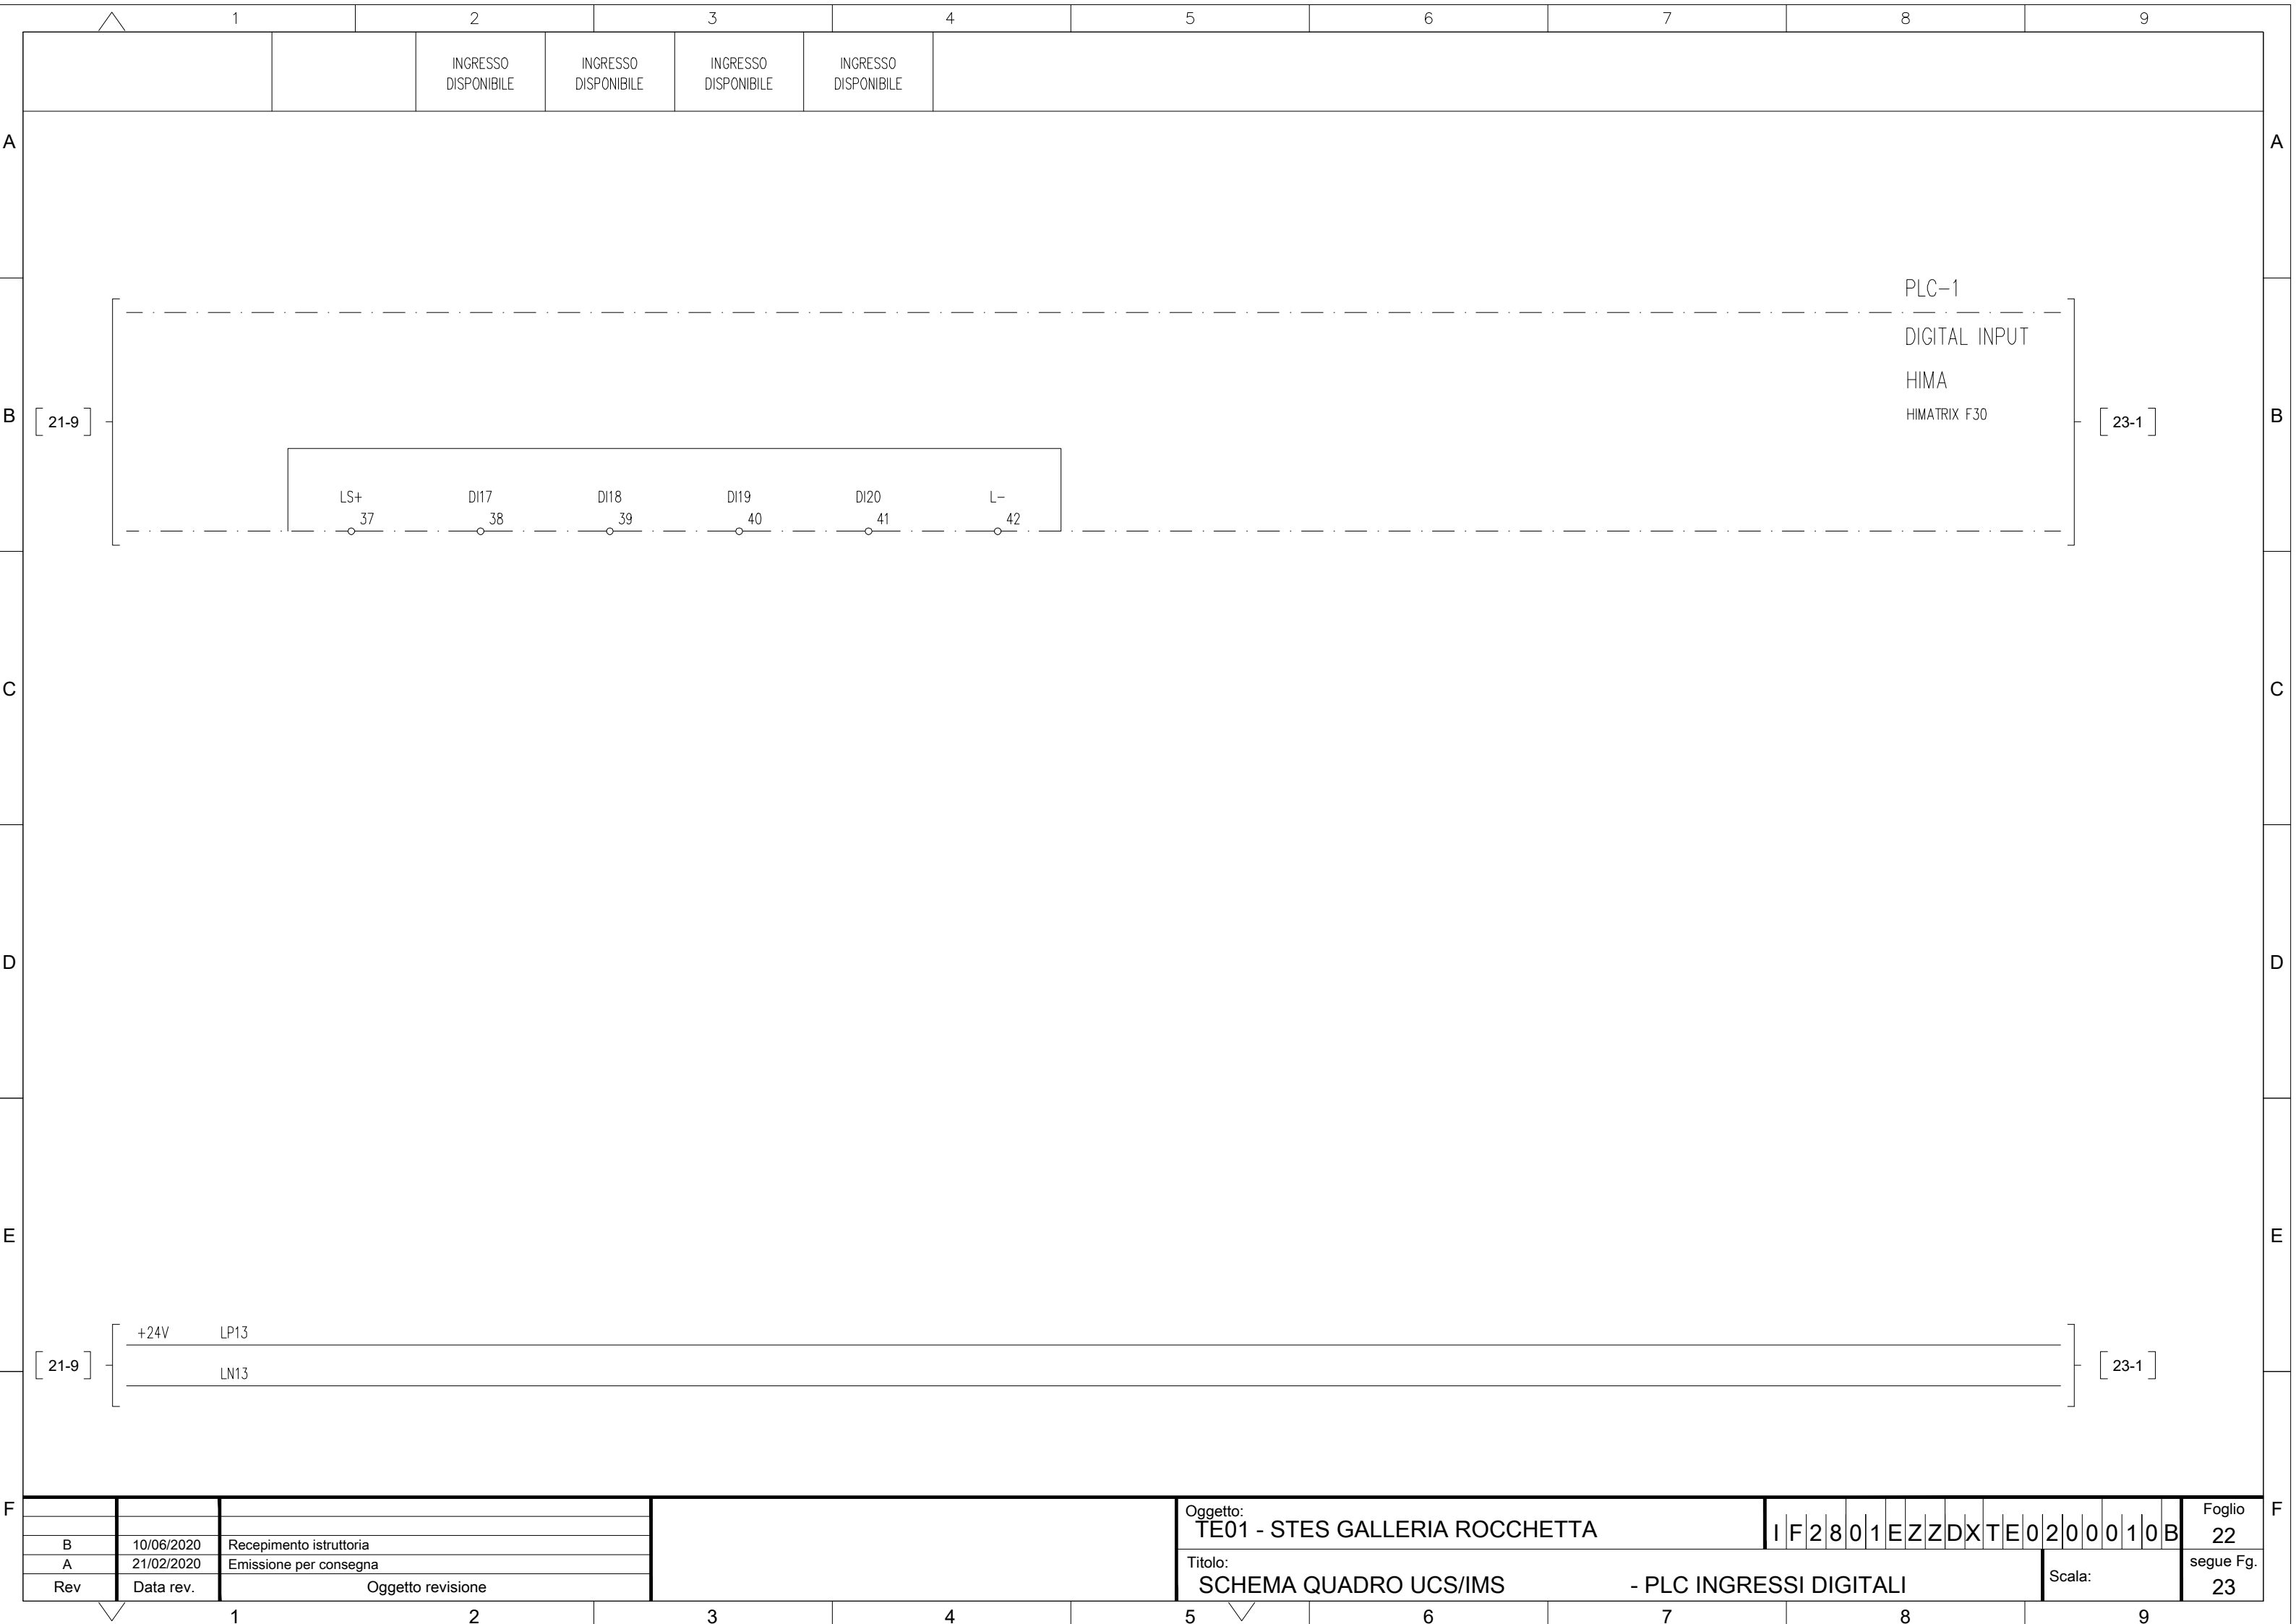 1 2 3 4 5 6 7 8 9
INGRESSO INGRESSO INGRESSO INGRESSO
DISPONIBILE DISPONIBILE DISPONIBILE DISPONIBILE
A A
PLC-1
DIGITAL INPUT
HIMA
HIMATRIX F30
B 21-9 23-1 B
LS+ DI17 DI18 DI19 DI20 L-
37 38 39 40 41 42
C C
D D
E E
+24V LP13
21-9 23-1
LN13
F F
Oggetto:
TE01 - STES GALLERIA ROCCHETTA
IF2801EZZDXTE0200010B
Foglio
22
B 10/06/2020 Recepimento istruttoria
A 21/02/2020 Emissione per consegna
Rev Data rev. Oggetto revisione
Titolo:
SCHEMA QUADRO UCS/IMS - PLC INGRESSI DIGITALI
Scala:
segue Fg.
23
1 2 3 4 5 6 7 8 9